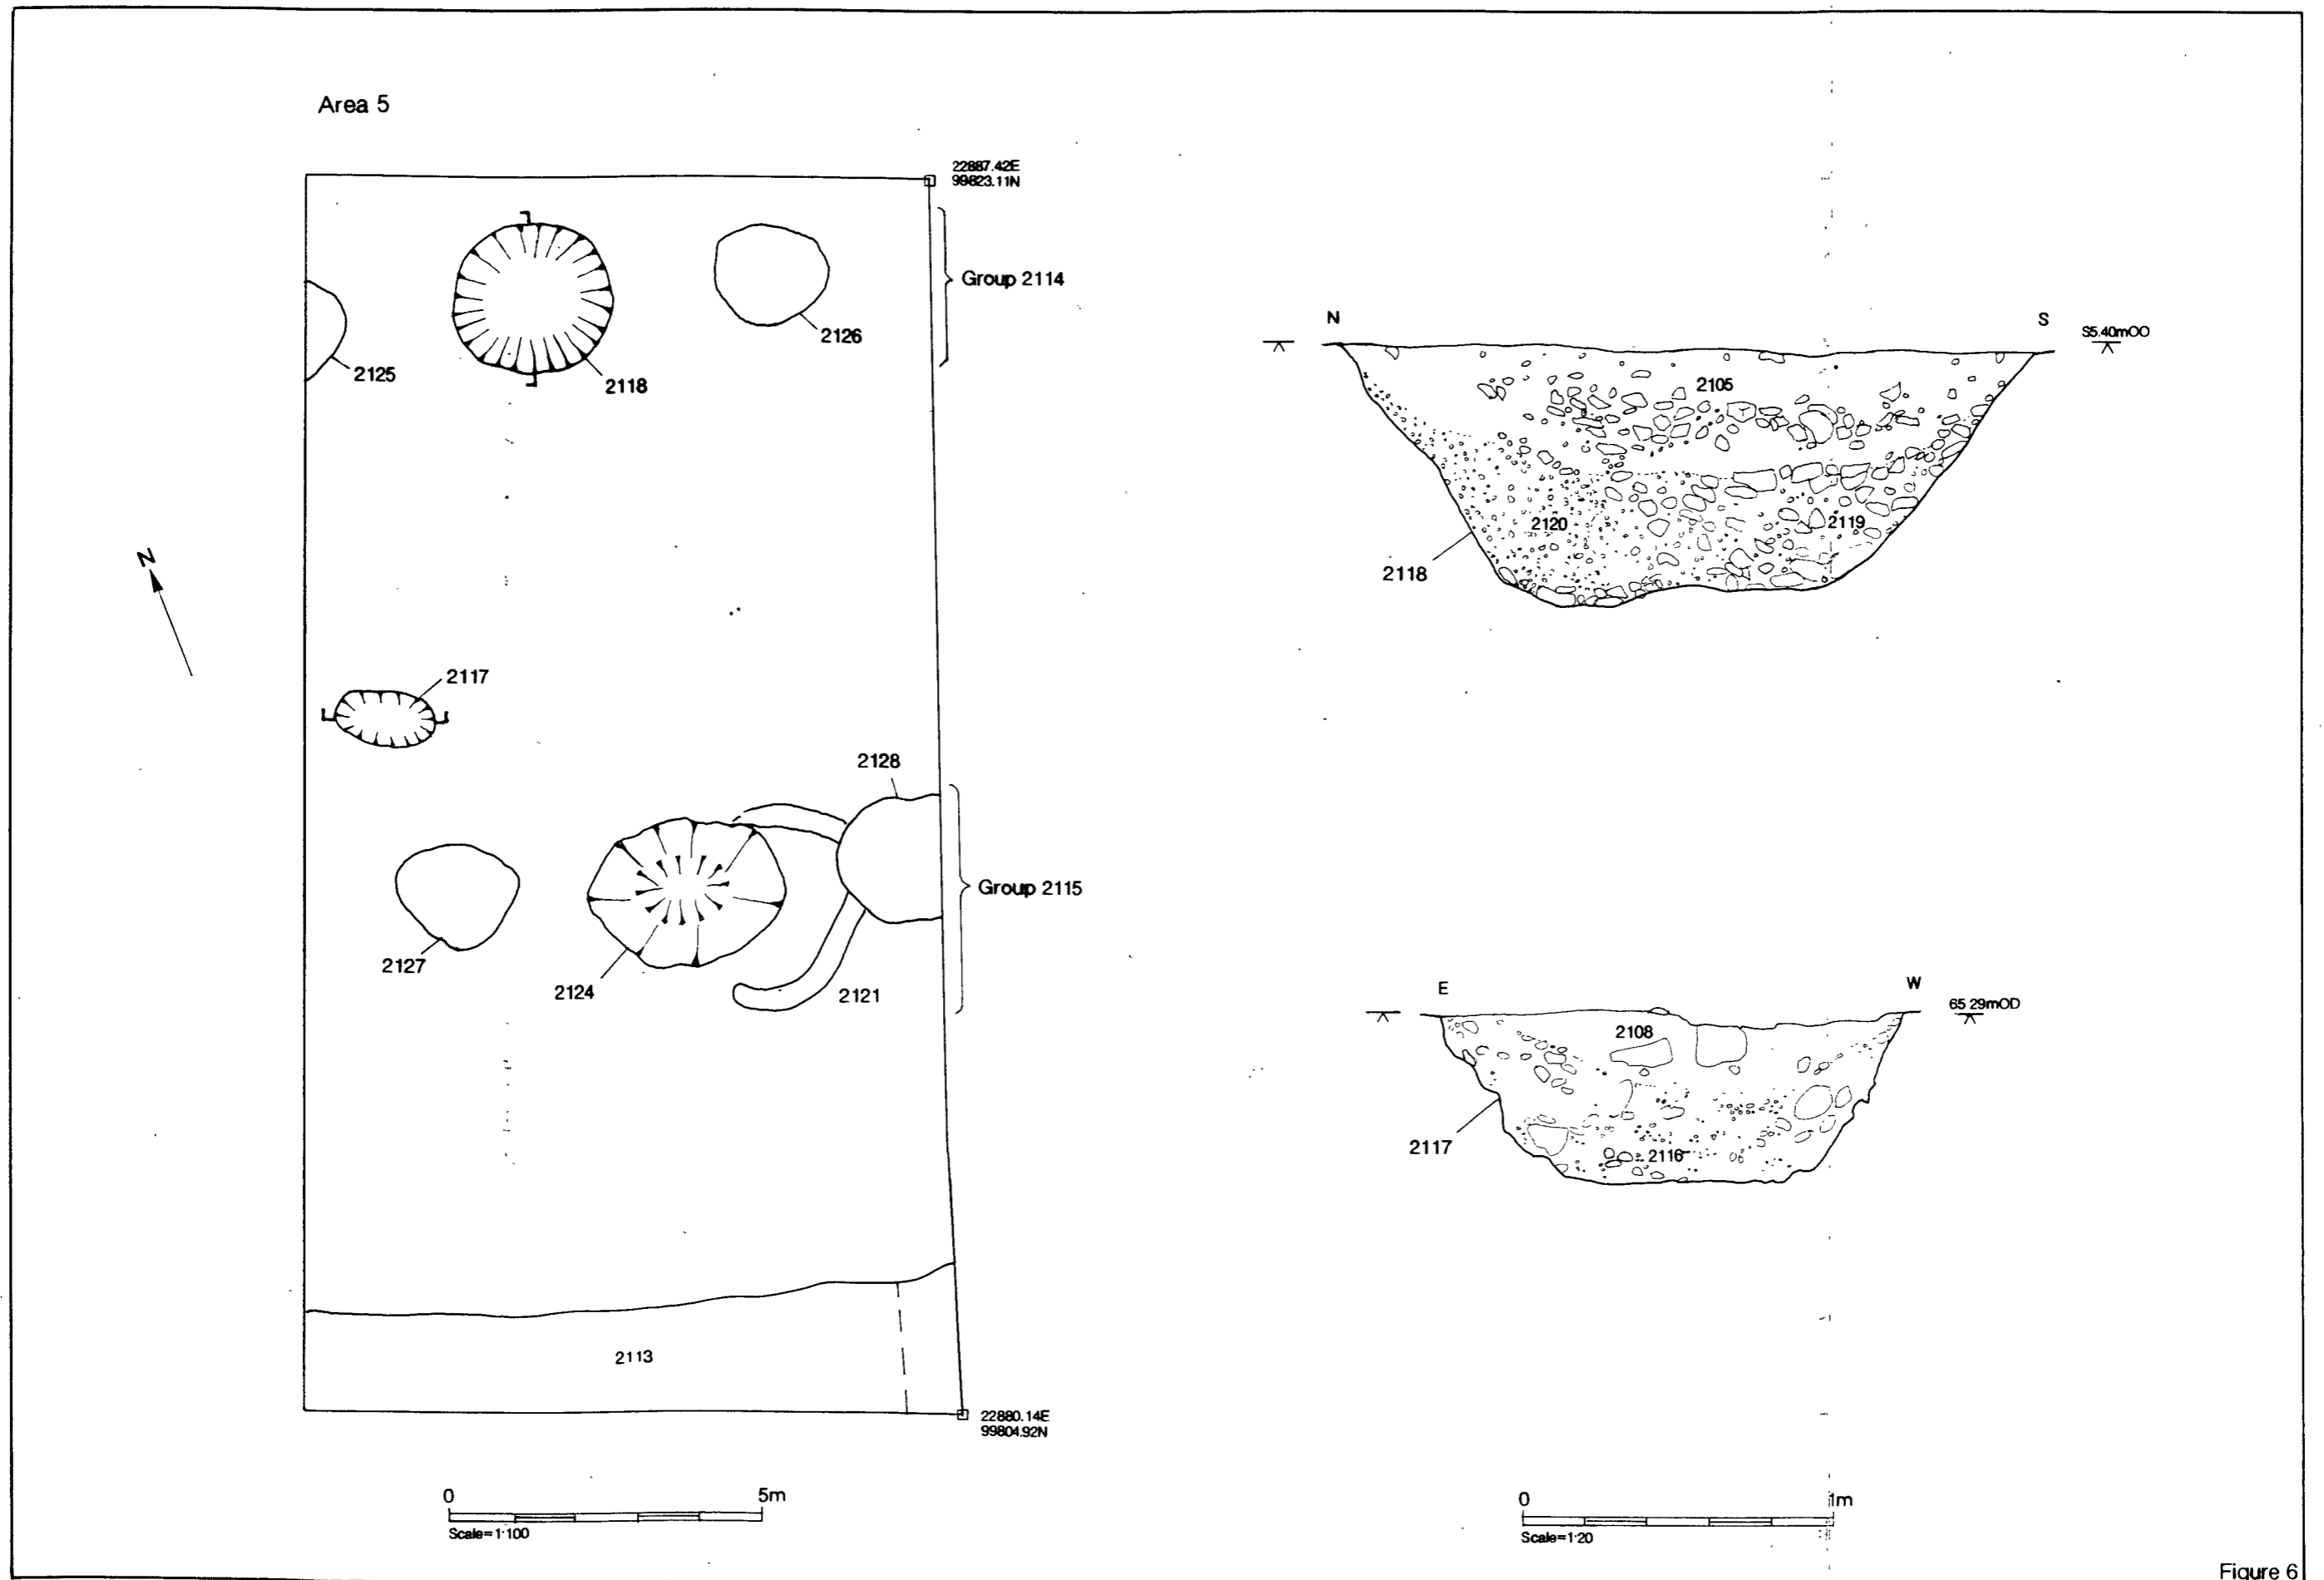 Area 5
22887.42E
99823.11N
Group 2114
2126
2125
2118
N
2117
2128
Group 2115
2127
2124
2121
2113
22880.14E
99804.92N
0 5m
Scale=1:100
N S
S5.40mOO
2105
2120
2119
2118
E W
65 29mOD
2108
2117
2116
0 1m
Scale=1:20
Figure 6